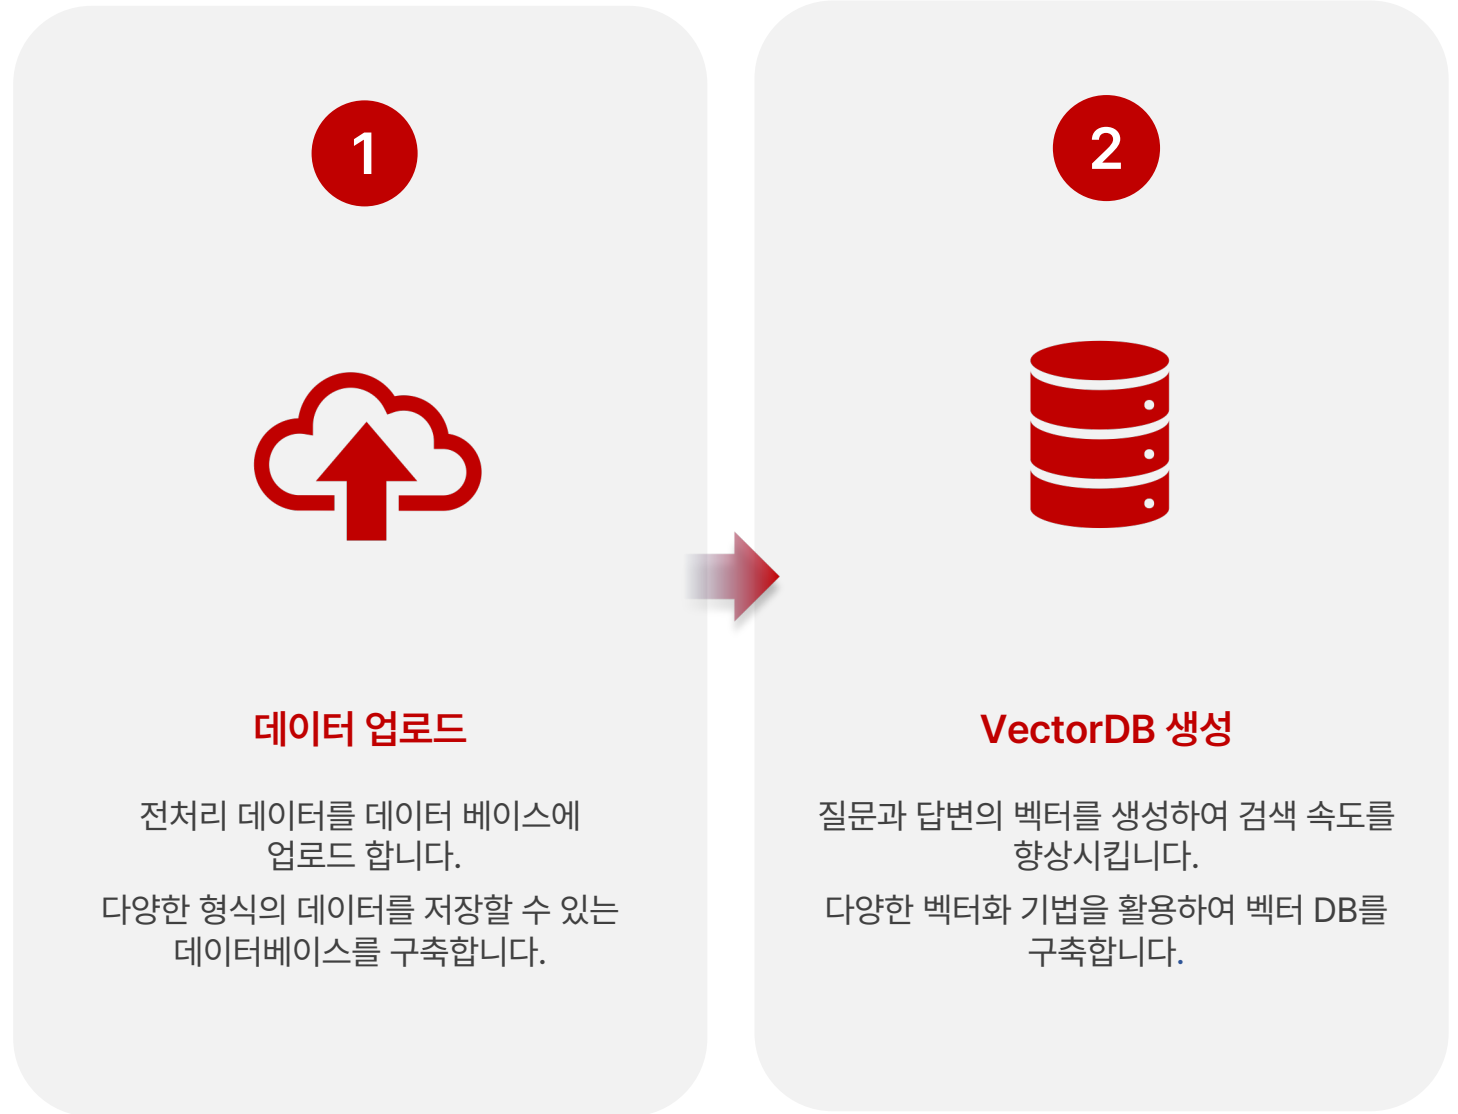 1
데이터 업로드
전처리 데이터를 데이터 베이스에
업로드 합니다.
다양한 형식의 데이터를 저장할 수 있는
데이터베이스를 구축합니다.
2
VectorDB 생성
질문과 답변의 벡터를 생성하여 검색 속도를
향상시킵니다.
다양한 벡터화 기법을 활용하여 벡터 DB를
구축합니다.